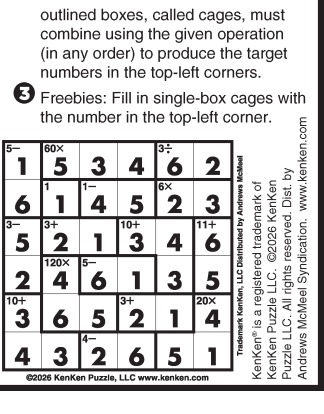 outlined boxes, called cages, must
combine using the given operation
(in any order) to produce the target
numbers in the top-left corners.
3 Freebies: Fill in single-box cages with
the number in the top-left corner.
5− 60× 3÷
1 5 3 4 6 2
1 1− 6×
6 1 4 5 2 3
3− 3+ 10+ 11+
5 2 1 3 4 6
120× 5−
2 4 6 1 3 5
10+ 3+ 20×
3 6 5 2 1 4
4−
4 3 2 6 5 1
©2026 KenKen Puzzle, LLC www.kenken.com
Trademark KenKen, LLC Distributed by Andrews McMeel
KenKen® is a registered trademark of
KenKen Puzzle LLC. ©2026 KenKen
Puzzle LLC. All rights reserved. Dist. by
Andrews McMeel Syndication. www.kenken.com